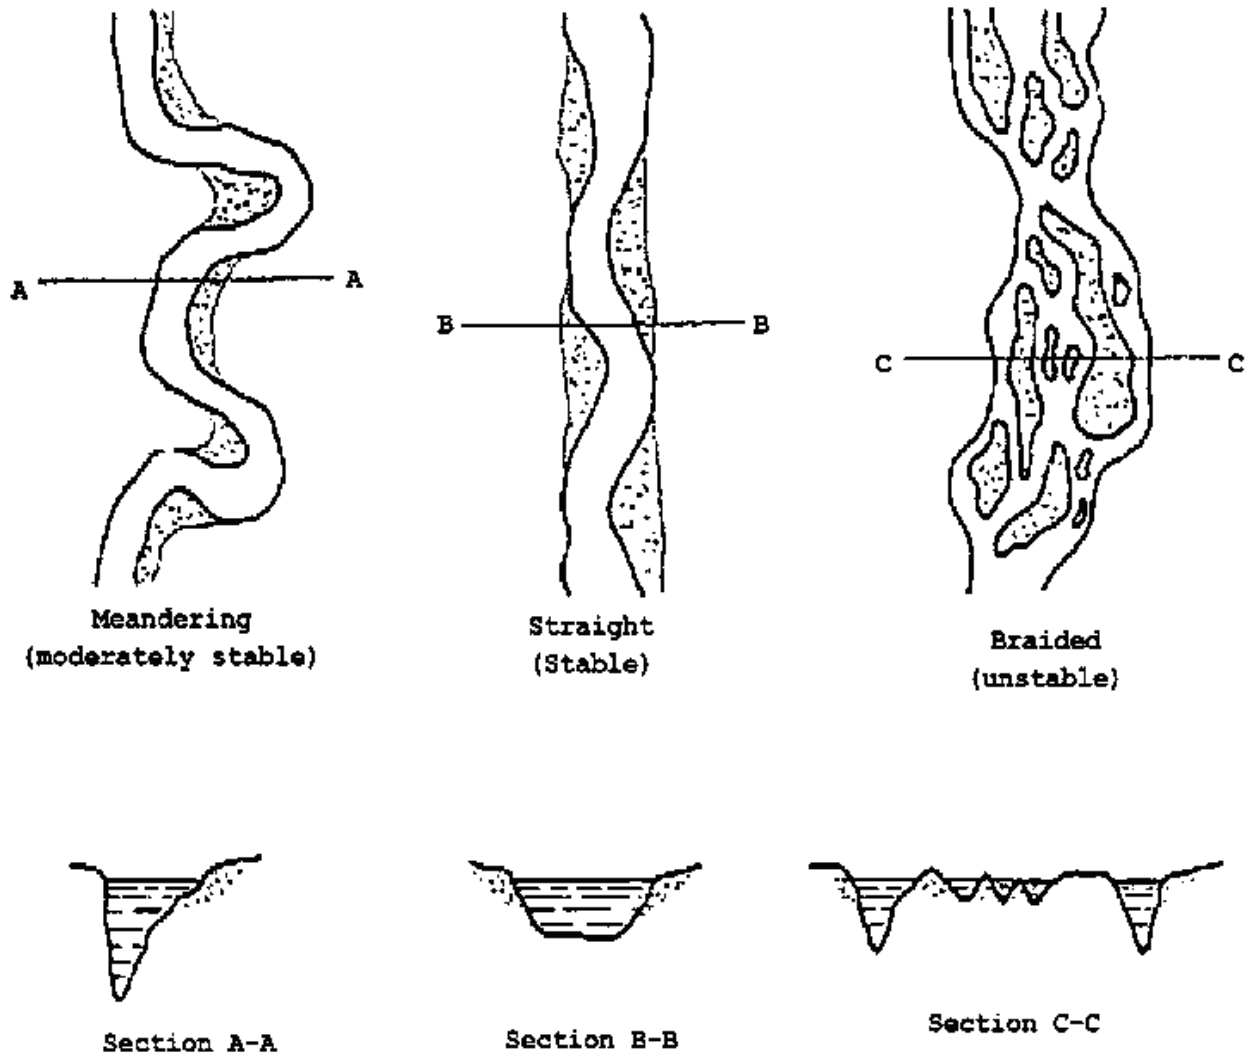 A A
B B
C C
Meandering
(moderately stable)
Straight
(Stable)
Braided
(unstable)
Section A-A
Section B-B
Section C-C